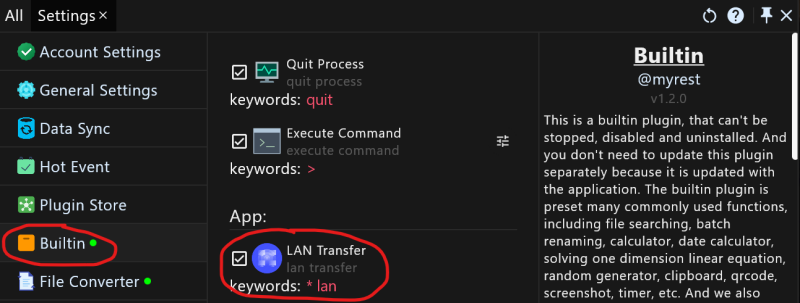 All Settings ×
Account Settings
General Settings
Data Sync
Hot Event
Plugin Store
Builtin
File Converter
Quit Process
quit process
keywords: quit
Execute Command
execute command
keywords: >
App:
LAN Transfer
lan transfer
keywords: * lan
Builtin
@myrest
v1.2.0
This is a builtin plugin, that can't be
stopped, disabled and uninstalled. And
you don't need to update this plugin
separately because it is updated with
the application. The builtin plugin is
preset many commonly used functions,
including file searching, batch
renaming, calculator, date calculator,
solving one dimension linear equation,
random generator, clipboard, qrcode,
screenshot, timer, etc. And we also